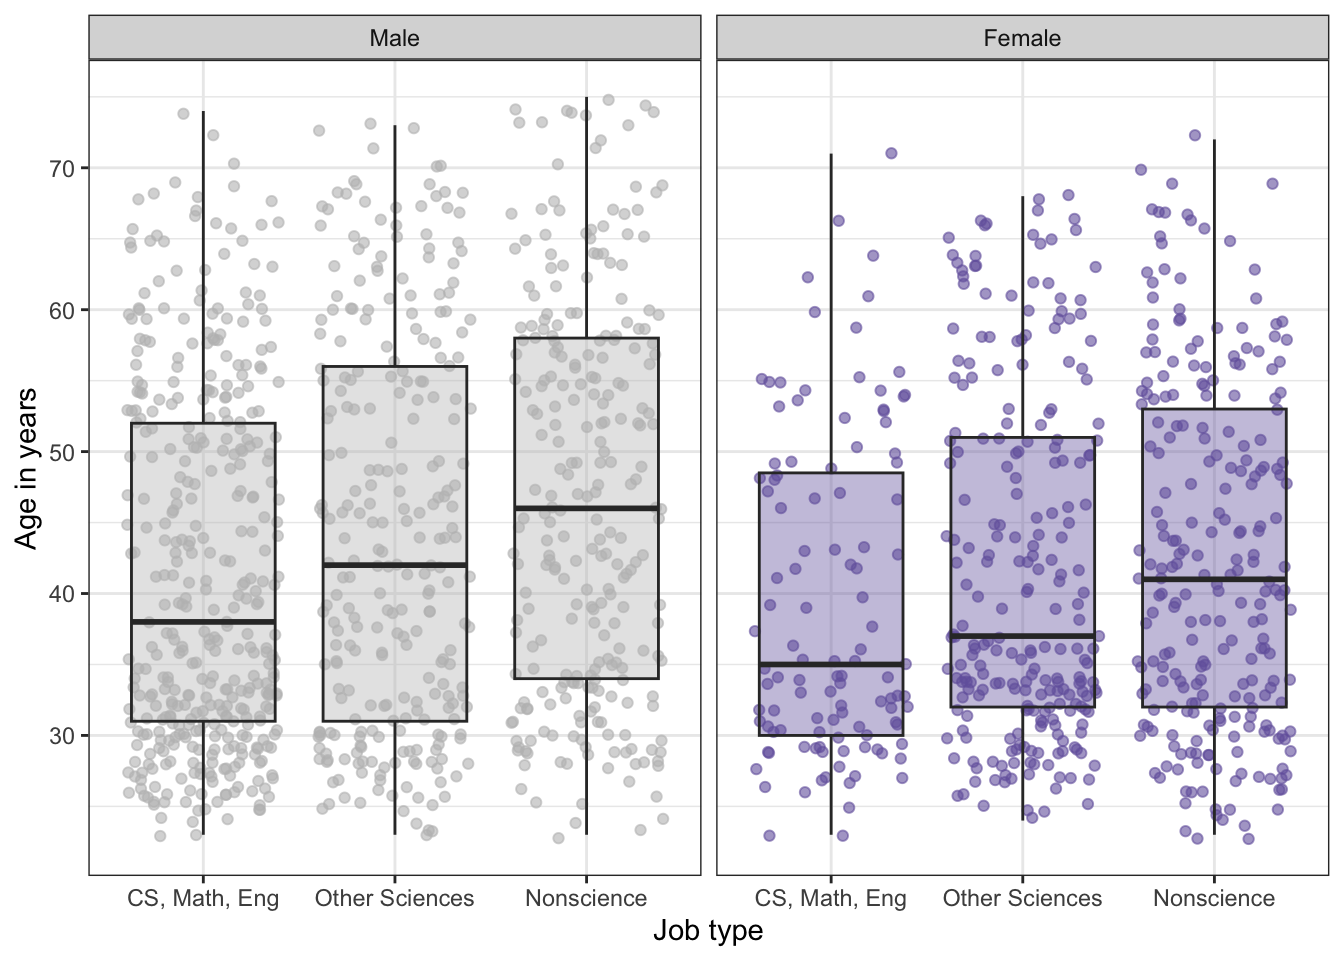 Male Female
70
60
50
40
30
Age in years
CS, Math, Eng Other Sciences Nonscience CS, Math, Eng Other Sciences Nonscience
Job type